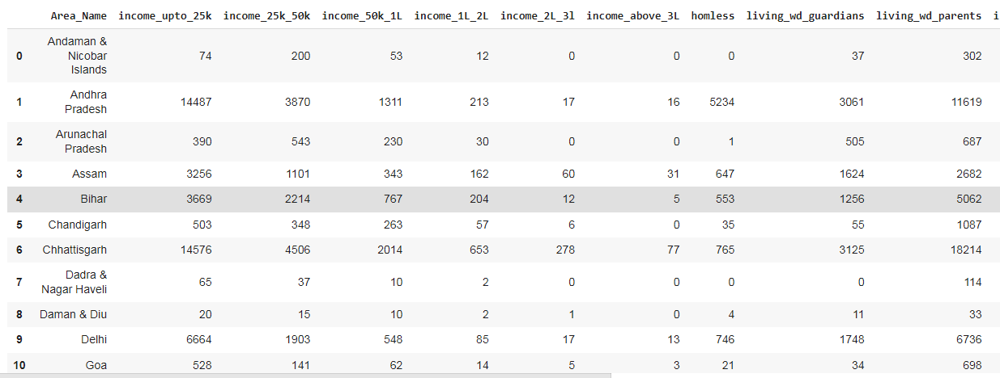 Area_Name income_upto_25k income_25k_50k income_50k_1L income_1L_2L income_2L_3l income_above_3L homless living_wd_guardians living_wd_parents i
0 Andaman & Nicobar Islands 74 200 53 12 0 0 0 37 302
1 Andhra Pradesh 14487 3870 1311 213 17 16 5234 3061 11619
2 Arunachal Pradesh 390 543 230 30 0 0 1 505 687
3 Assam 3256 1101 343 162 60 31 647 1624 2682
4 Bihar 3669 2214 767 204 12 5 553 1256 5062
5 Chandigarh 503 348 263 57 6 0 35 55 1087
6 Chhattisgarh 14576 4506 2014 653 278 77 765 3125 18214
7 Dadra & Nagar Haveli 65 37 10 2 0 0 0 0 114
8 Daman & Diu 20 15 10 2 1 0 4 11 33
9 Delhi 6664 1903 548 85 17 13 746 1748 6736
10 Goa 528 141 62 14 5 3 21 34 698